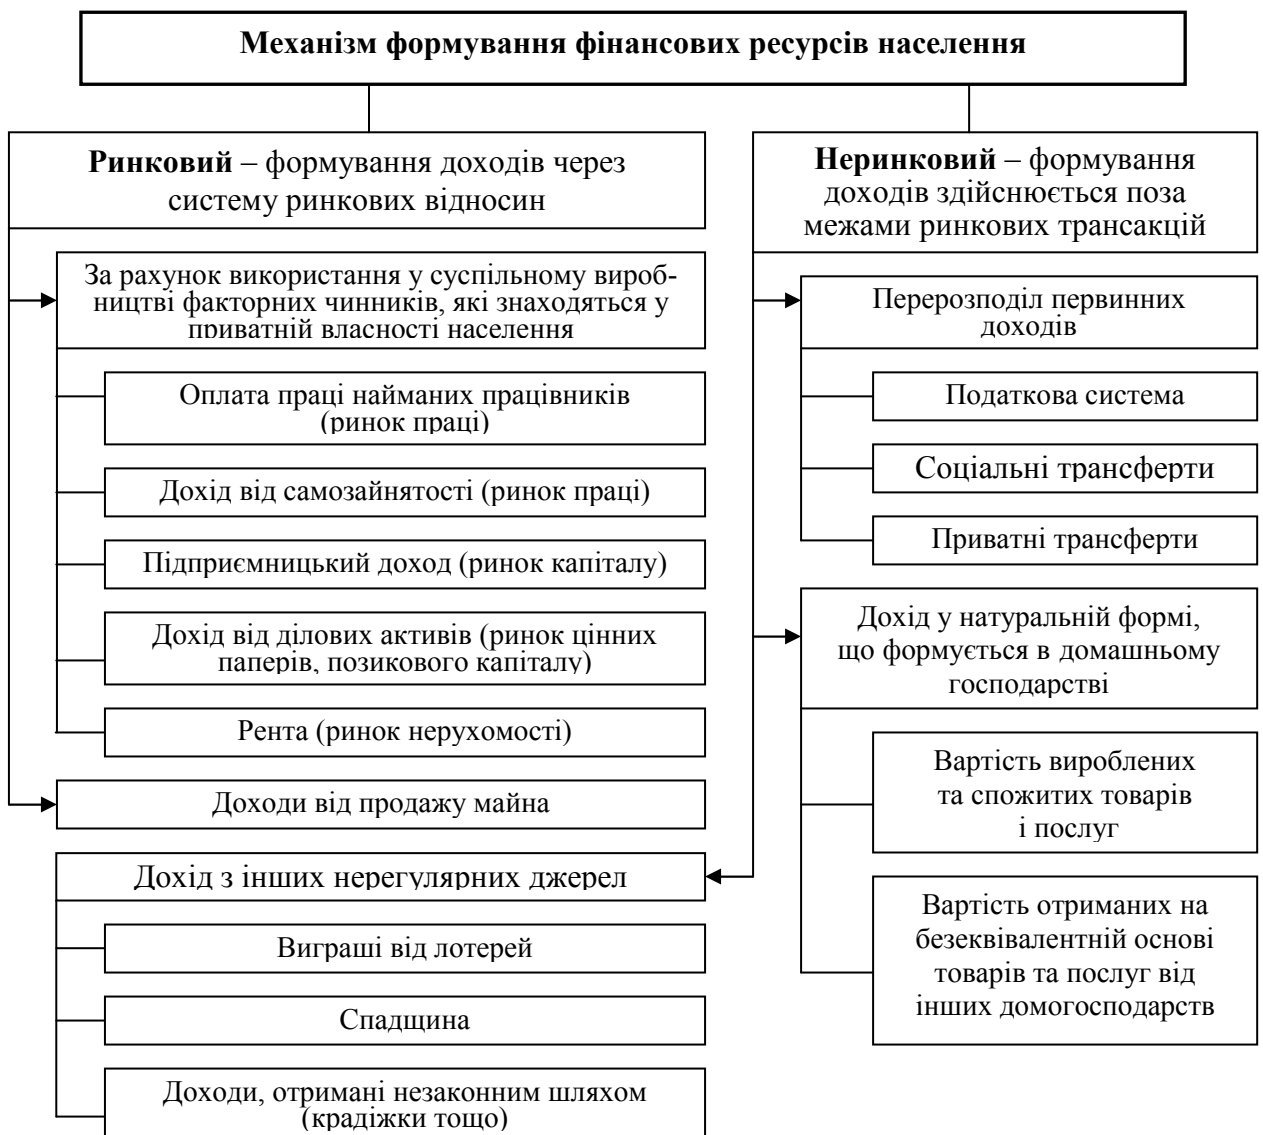 Механізм формування фінансових ресурсів населення
Ринковий – формування доходів через
систему ринкових відносин
За рахунок використання у суспільному вироб-
ництві факторних чинників, які знаходяться у
приватній власності населення
Оплата праці найманих працівників
(ринок праці)
Дохід від самозайнятості (ринок праці)
Підприємницький доход (ринок капіталу)
Дохід від ділових активів (ринок цінних
паперів, позикового капіталу)
Рента (ринок нерухомості)
Доходи від продажу майна
Дохід з інших нерегулярних джерел
Виграші від лотерей
Спадщина
Доходи, отримані незаконним шляхом
(крадіжки тощо)
Неринковий – формування
доходів здійснюється поза
межами ринкових трансакцій
Перерозподіл первинних
доходів
Податкова система
Соціальні трансферти
Приватні трансферти
Дохід у натуральній формі,
що формується в домашньому
господарстві
Вартість вироблених
та спожитих товарів
і послуг
Вартість отриманих на
безеквівалентній основі
товарів та послуг від
інших домогосподарств